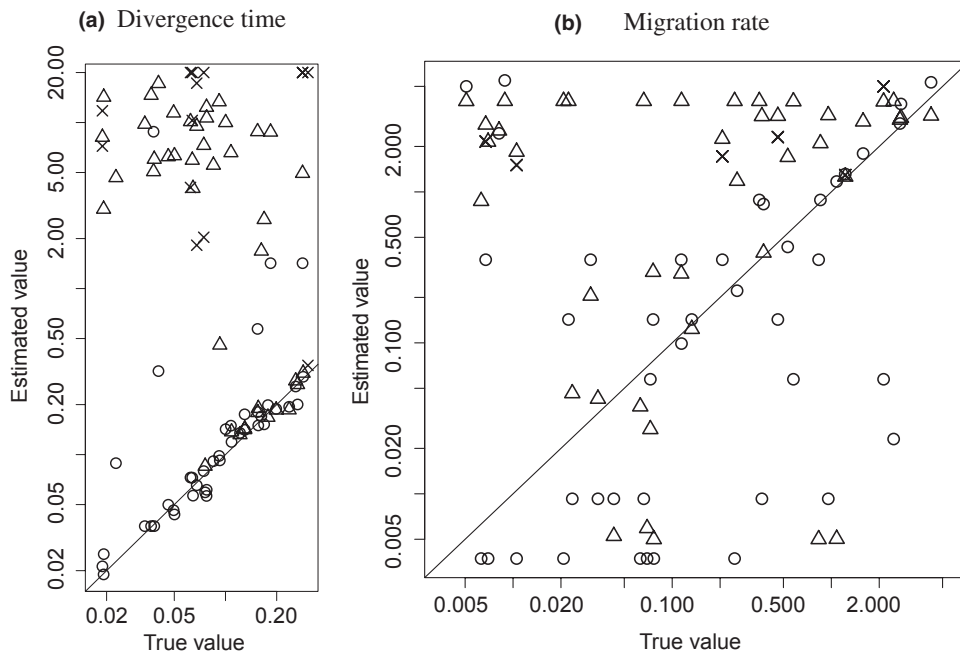 (a) Divergence time
20.00
5.00
2.00
0.50
0.20
0.05
0.02
Estimated value
0.02 0.05 0.20
True value
(b) Migration rate
2.000
0.500
0.100
0.020
0.005
Estimated value
0.005 0.020 0.100 0.500 2.000
True value